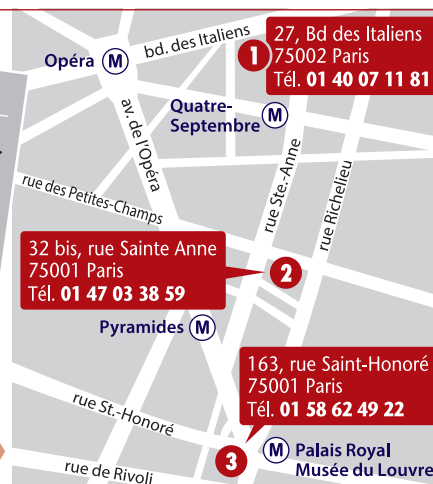 27, Bd des Italiens
75002 Paris
Tél. 01 40 07 11 81
1
bd. des Italiens
Opéra M
av. de l'Opéra
Quatre-
Septembre M
rue des Petites-Champs
rue Ste.-Anne
rue Richelieu
32 bis, rue Sainte Anne
75001 Paris
Tél. 01 47 03 38 59
2
Pyramides M
163, rue Saint-Honoré
75001 Paris
Tél. 01 58 62 49 22
rue St.-Honoré
3
M Palais Royal
Musée du Louvre
rue de Rivoli